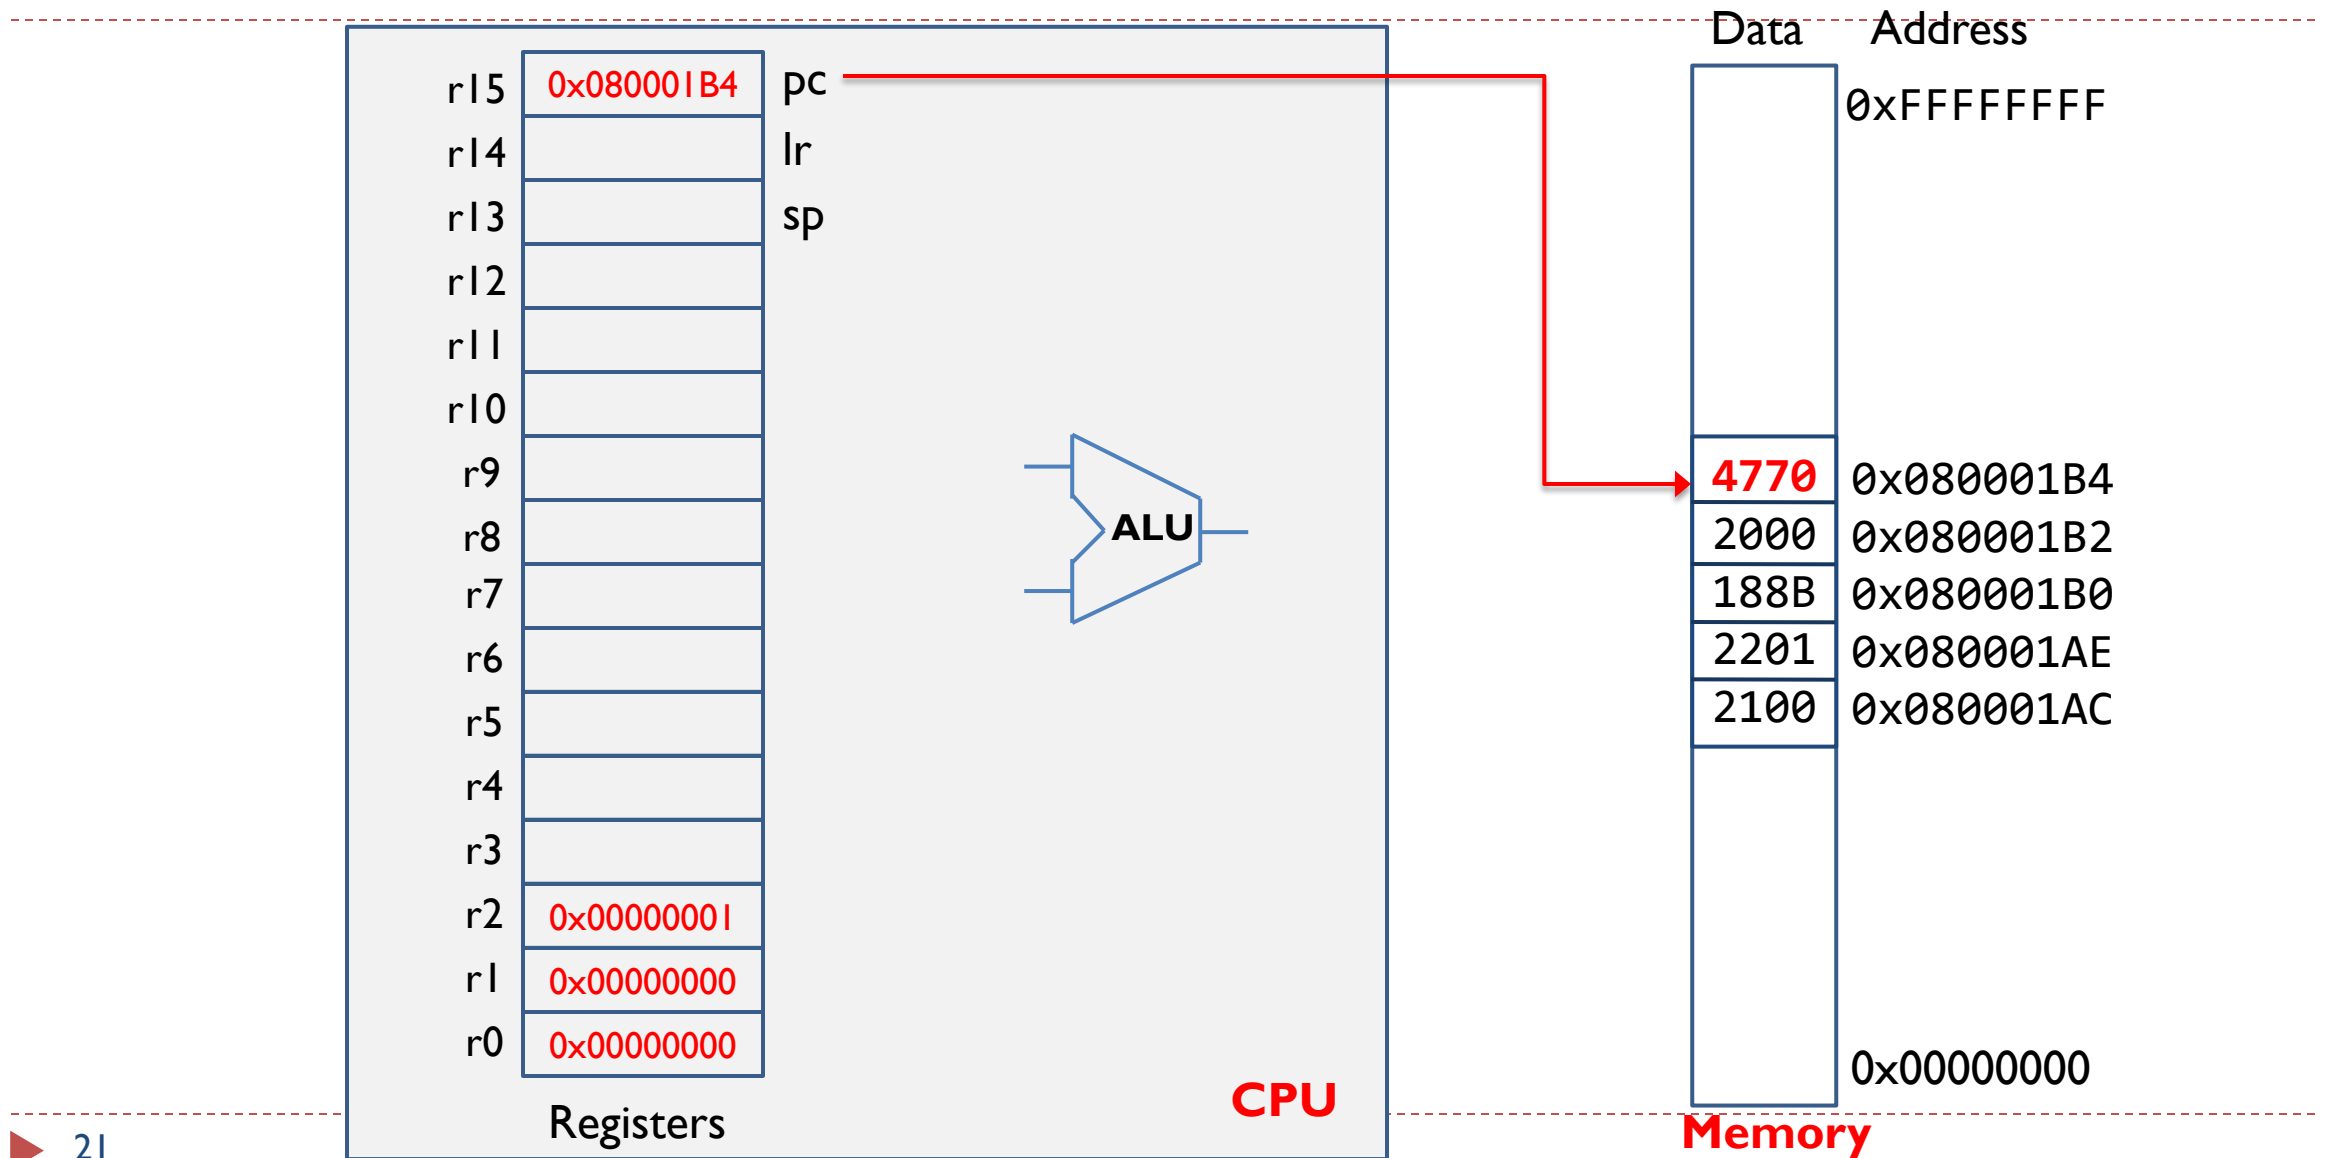 Data Address
r15 0x080001B4 pc
0xFFFFFFFF
r14 lr
r13 sp
r12
r11
r10
r9 4770 0x080001B4
r8 ALU 2000 0x080001B2
r7 188B 0x080001B0
r6 2201 0x080001AE
r5 2100 0x080001AC
r4
r3
r2 0x00000001
r1 0x00000000
r0 0x00000000
0x00000000
CPU
Registers
Memory
21